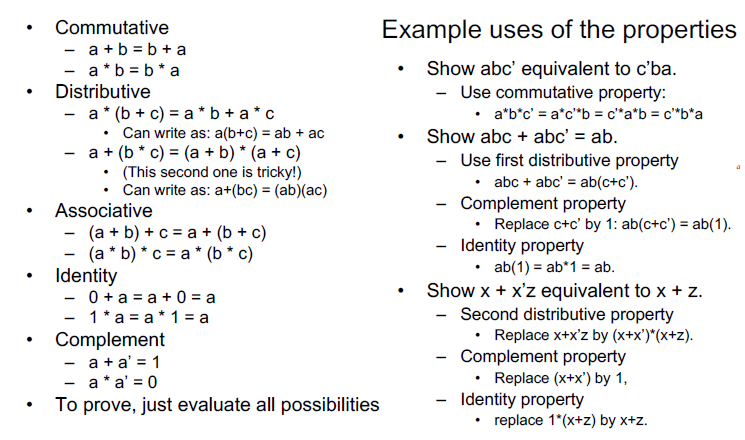 • Commutative
– a + b = b + a
– a * b = b * a
• Distributive
– a * (b + c) = a * b + a * c
• Can write as: a(b+c) = ab + ac
– a + (b * c) = (a + b) * (a + c)
• (This second one is tricky!)
• Can write as: a+(bc) = (ab)(ac)
• Associative
– (a + b) + c = a + (b + c)
– (a * b) * c = a * (b * c)
• Identity
– 0 + a = a + 0 = a
– 1 * a = a * 1 = a
• Complement
– a + a’ = 1
– a * a’ = 0
• To prove, just evaluate all possibilities
Example uses of the properties
• Show abc’ equivalent to c’ba.
– Use commutative property:
• a*b*c’ = a*c’*b = c’*a*b = c’*b*a
• Show abc + abc’ = ab.
– Use first distributive property
• abc + abc’ = ab(c+c’).
– Complement property
• Replace c+c’ by 1: ab(c+c’) = ab(1).
– Identity property
• ab(1) = ab*1 = ab.
• Show x + x’z equivalent to x + z.
– Second distributive property
• Replace x+x’z by (x+x’)*(x+z).
– Complement property
• Replace (x+x’) by 1,
– Identity property
• replace 1*(x+z) by x+z.
a